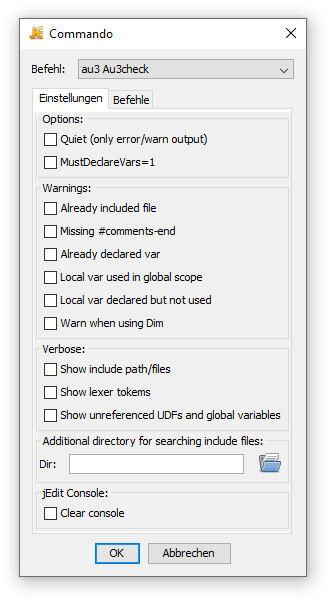 Commando
Befehl: au3 Au3check
Einstellungen Befehle
Options:
Quiet (only error/warn output)
MustDeclareVars=1
Warnings:
Already included file
Missing #comments-end
Already declared var
Local var used in global scope
Local var declared but not used
Warn when using Dim
Verbose:
Show include path/files
Show lexer tokems
Show unreferenced UDFs and global variables
Additional directory for searching include files:
Dir:
jEdit Console:
Clear console
OK Abbrechen